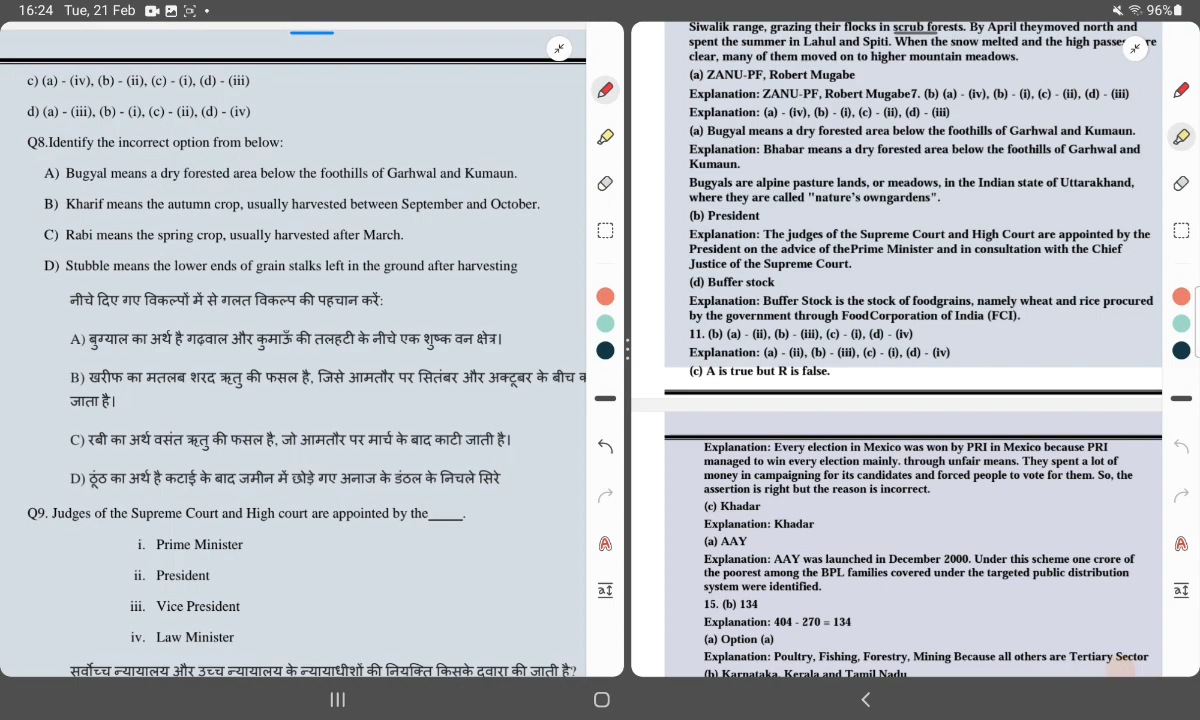 16:24 Tue, 21 Feb
96%
c) (a) - (iv), (b) - (ii), (c) - (i), (d) - (iii)
d) (a) - (iii), (b) - (i), (c) - (ii), (d) - (iv)
Q8.Identify the incorrect option from below:
A) Bugyal means a dry forested area below the foothills of Garhwal and Kumaun.
B) Kharif means the autumn crop, usually harvested between September and October.
C) Rabi means the spring crop, usually harvested after March.
D) Stubble means the lower ends of grain stalks left in the ground after harvesting
नीचे दिए गए विकल्पों में से गलत विकल्प की पहचान करें:
A) बुग्याल का अर्थ है गढ़वाल और कुमाऊँ की तलहटी के नीचे एक शुष्क वन क्षेत्र।
B) खरीफ का मतलब शरद ऋतु की फसल है, जिसे आमतौर पर सितंबर और अक्टूबर के बीच
जाता है।
C) रबी का अर्थ वसंत ऋतु की फसल है, जो आमतौर पर मार्च के बाद काटी जाती है।
D) ठूंठ का अर्थ है कटाई के बाद जमीन में छोड़े गए अनाज के डंठल के निचले सिरे
Q9. Judges of the Supreme Court and High court are appointed by the_____.
i. Prime Minister
ii. President
iii. Vice President
iv. Law Minister
सर्वोच्च न्यायालय और उच्च न्यायालय के न्यायाधीशों की नियुक्ति किसके द्वारा की जाती है?
Siwalik range, grazing their flocks in scrub forests. By April theymoved north and
spent the summer in Lahul and Spiti. When the snow melted and the high
clear, many of them moved on to higher mountain meadows.
(a) ZANU-PF, Robert Mugabe
Explanation: ZANU-PF, Robert Mugabe7. (b) (a) - (iv), (b) - (i), (c) - (ii), (d) - (iii)
Explanation: (a) - (iv), (b) - (i), (c) - (ii), (d) - (iii)
(a) Bugyal means a dry forested area below the foothills of Garhwal and Kumaun.
Explanation: Bhabar means a dry forested area below the foothills of Garhwal and
Kumaun.
Bugyals are alpine pasture lands, or meadows, in the Indian state of Uttarakhand,
where they are called "nature's owngardens".
(b) President
Explanation: The judges of the Supreme Court and High Court are appointed by the
President on the advice of thePrime Minister and in consultation with the Chief
Justice of the Supreme Court.
(d) Buffer stock
Explanation: Buffer Stock is the stock of foodgrains, namely wheat and rice procured
by the government through FoodCorporation of India (FCI).
11. (b) (a) - (ii), (b) - (iii), (c) - (i), (d) - (iv)
Explanation: (a) - (ii), (b) - (iii), (c) - (i), (d) - (iv)
(c) A is true but R is false.
Explanation: Every election in Mexico was won by PRI in Mexico because PRI
managed to win every election mainly. through unfair means. They spent a lot of
money in campaigning for its candidates and forced people to vote for them. So, the
assertion is right but the reason is incorrect.
(c) Khadar
Explanation: Khadar
(a) AAY
Explanation: AAY was launched in December 2000. Under this scheme one crore of
the poorest among the BPL families covered under the targeted public distribution
system were identified.
15. (b) 134
Explanation: 404 - 270 = 134
(a) Option (a)
Explanation: Poultry, Fishing, Forestry, Mining Because all others are Tertiary Sector
(b) Karnataka, Kerala and Tamil Nadu